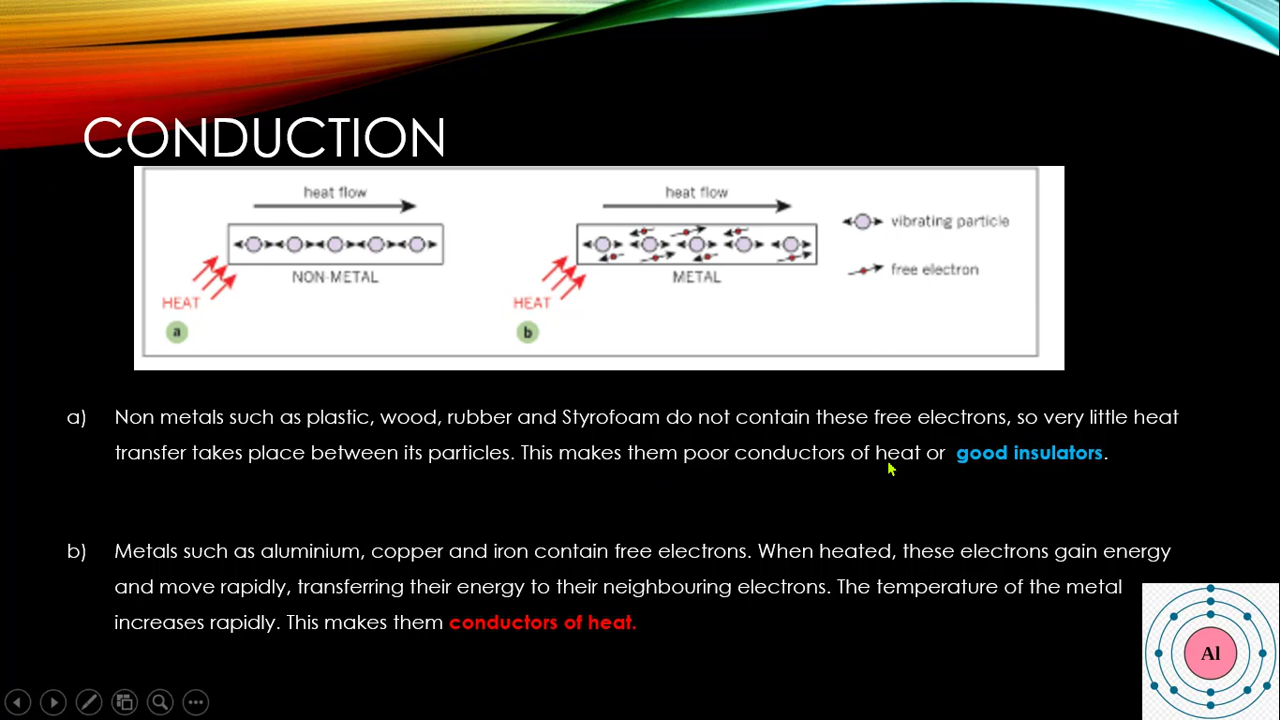 CONDUCTION
heat flow
heat flow
vibrating particle
NON-METAL
METAL
free electron
HEAT
HEAT
a
b
a) Non metals such as plastic, wood, rubber and Styrofoam do not contain these free electrons, so very little heat
transfer takes place between its particles. This makes them poor conductors of heat or good insulators.
b) Metals such as aluminium, copper and iron contain free electrons. When heated, these electrons gain energy
and move rapidly, transferring their energy to their neighbouring electrons. The temperature of the metal
increases rapidly. This makes them conductors of heat.
Al